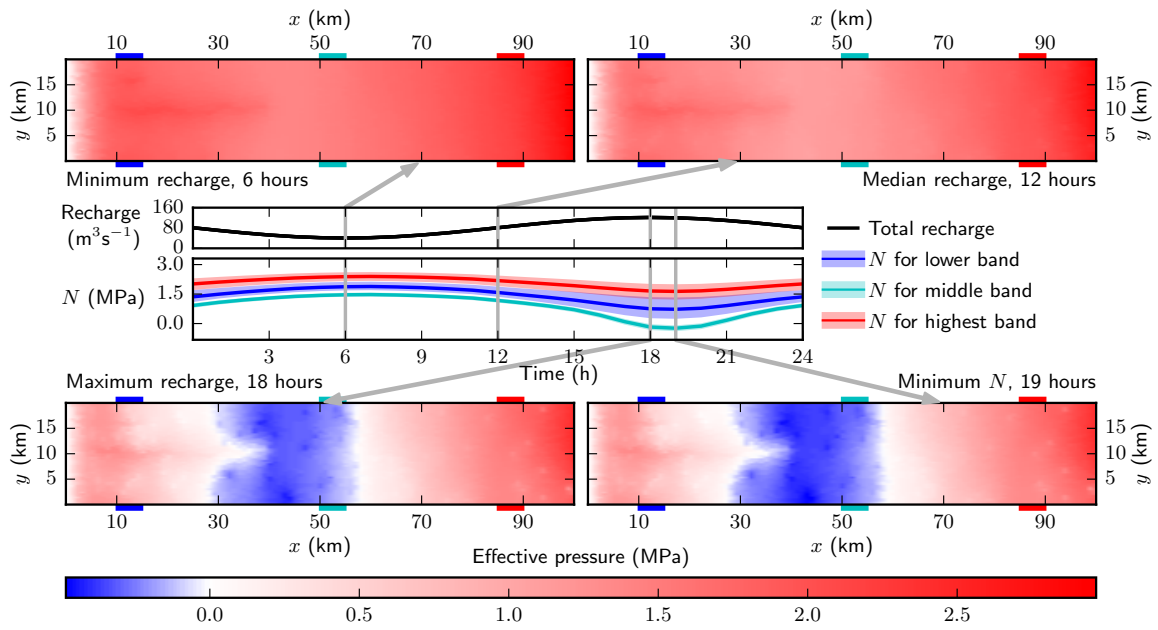 x (km) x (km)
10 30 50 70 90 10 30 50 70 90
y (km) 15 10 5 15 10 5 y (km)
Minimum recharge, 6 hours Median recharge, 12 hours
Recharge (m³s⁻¹) 160 80 0
N (MPa) 3.0 1.5 0.0
Total recharge
N for lower band
N for middle band
N for highest band
3 6 9 12 15 18 21 24
Time (h)
Maximum recharge, 18 hours Minimum N, 19 hours
y (km) 15 10 5 15 10 5 y (km)
10 30 50 70 90 10 30 50 70 90
x (km) x (km)
Effective pressure (MPa)
0.0 0.5 1.0 1.5 2.0 2.5